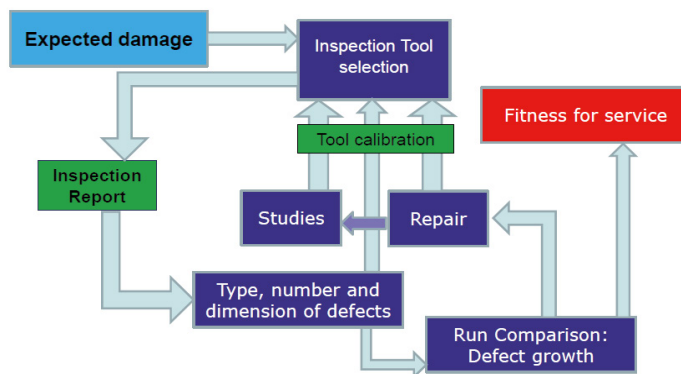 Expected damage
Inspection Tool
selection
Fitness for service
Tool calibration
Inspection
Report
Studies
Repair
Type, number and
dimension of defects
Run Comparison:
Defect growth